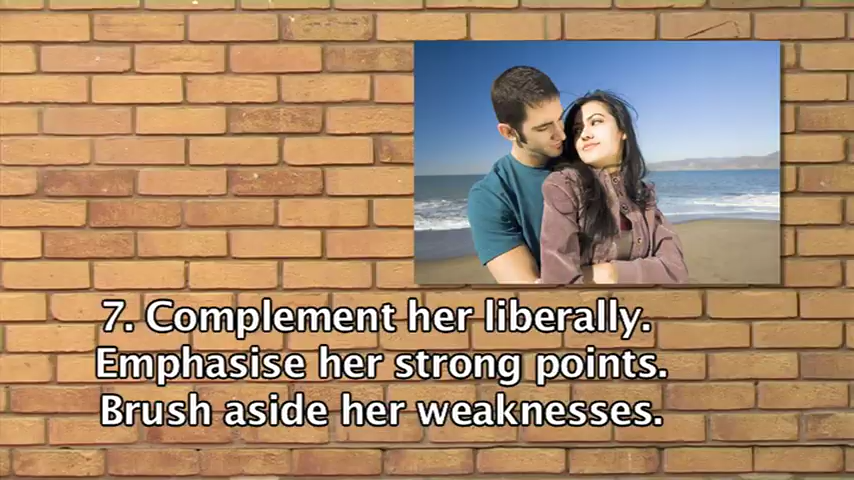 7. Complement her liberally.
Emphasise her strong points.
Brush aside her weaknesses.